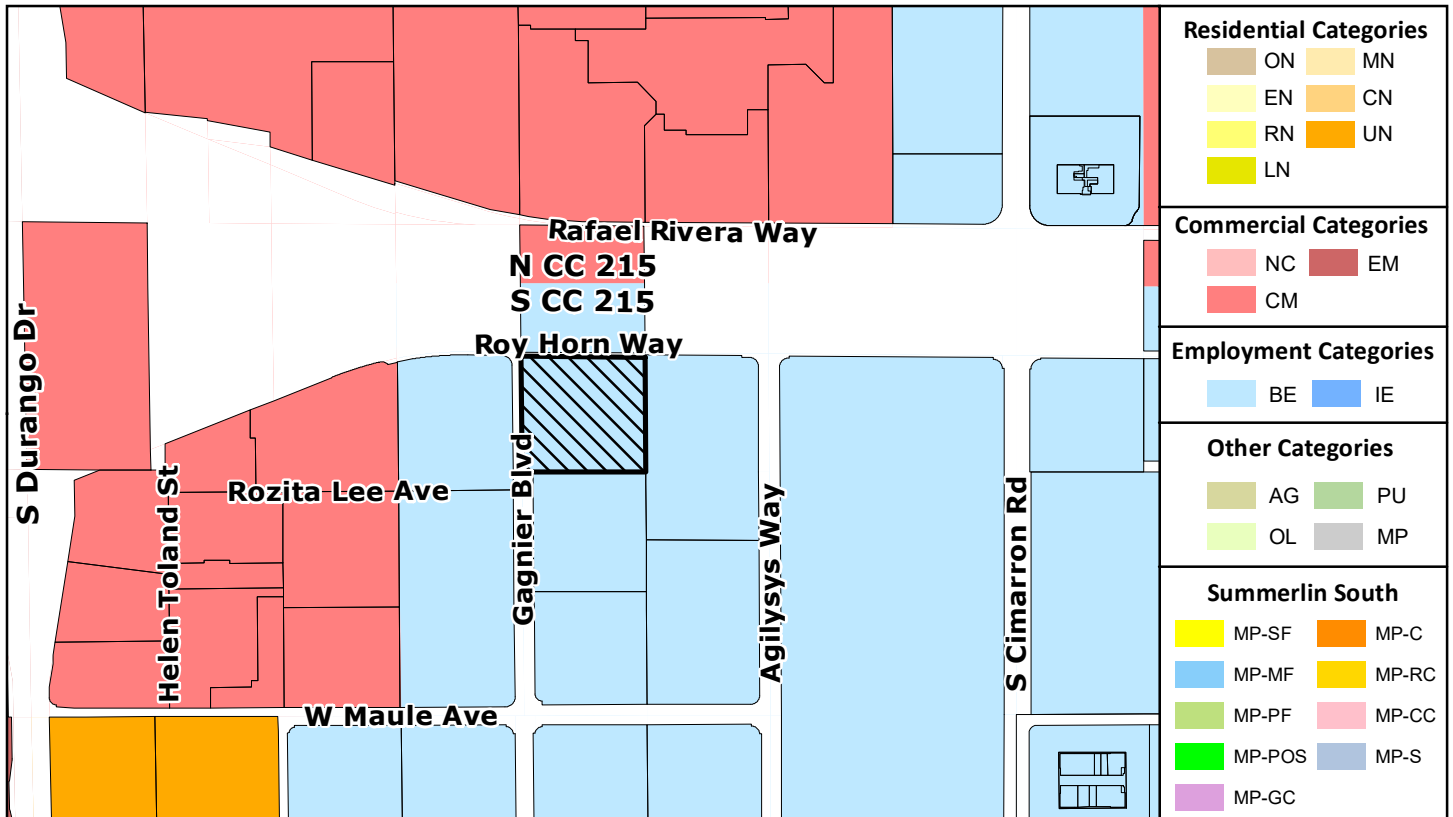 Rafael Rivera Way
N CC 215
S CC 215
Roy Horn Way
S Durango Dr
Helen Toland St
Rozita Lee Ave
Gagnier Blvd
Agilysys Way
S Cimarron Rd
W Maule Ave
Residential Categories
ON MN
EN CN
RN UN
LN
Commercial Categories
NC EM
CM
Employment Categories
BE IE
Other Categories
AG PU
OL MP
Summerlin South
MP-SF MP-C
MP-MF MP-RC
MP-PF MP-CC
MP-POS MP-S
MP-GC